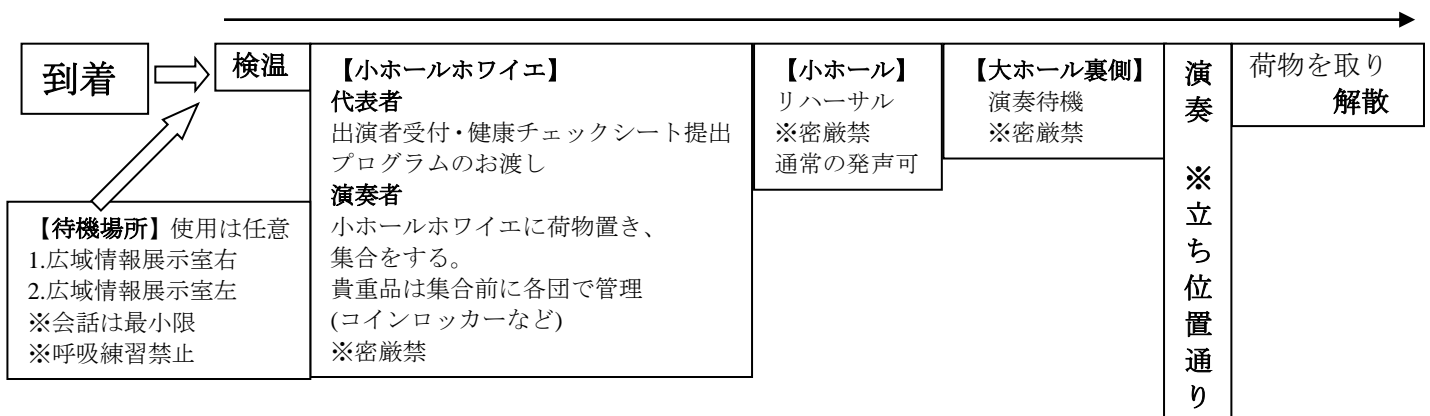 到着
検温
【待機場所】使用は任意
1.広域情報展示室右
2.広域情報展示室左
※会話は最小限
※呼吸練習禁止
【小ホールホワイエ】
代表者
出演者受付・健康チェックシート提出
プログラムのお渡し
演奏者
小ホールホワイエに荷物置き、
集合をする。
貴重品は集合前に各団で管理
(コインロッカーなど)
※密厳禁
【小ホール】
リハーサル
※密厳禁
通常の発声可
【大ホール裏側】
演奏待機
※密厳禁
演奏 ※立ち位置通り
荷物を取り
解散